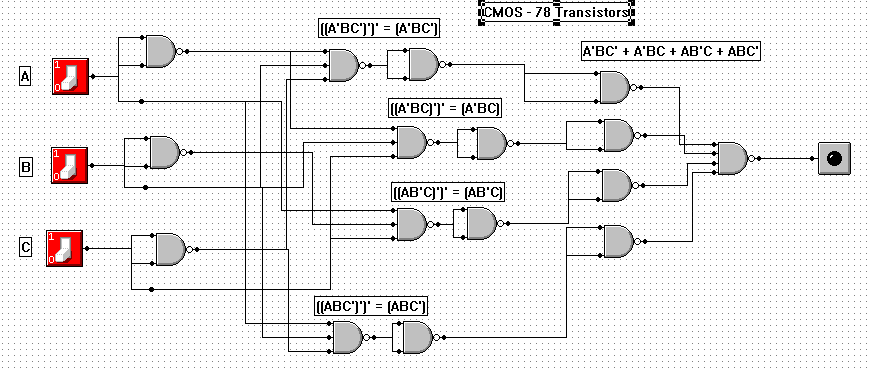 CMOS - 78 Transistors
((A'BC')')' = (A'BC')
A'BC' + A'BC + AB'C + ABC'
A
1
0
((A'BC)')' = (A'BC)
B
1
0
((AB'C)')' = (AB'C)
C
1
0
((ABC')')' = (ABC')